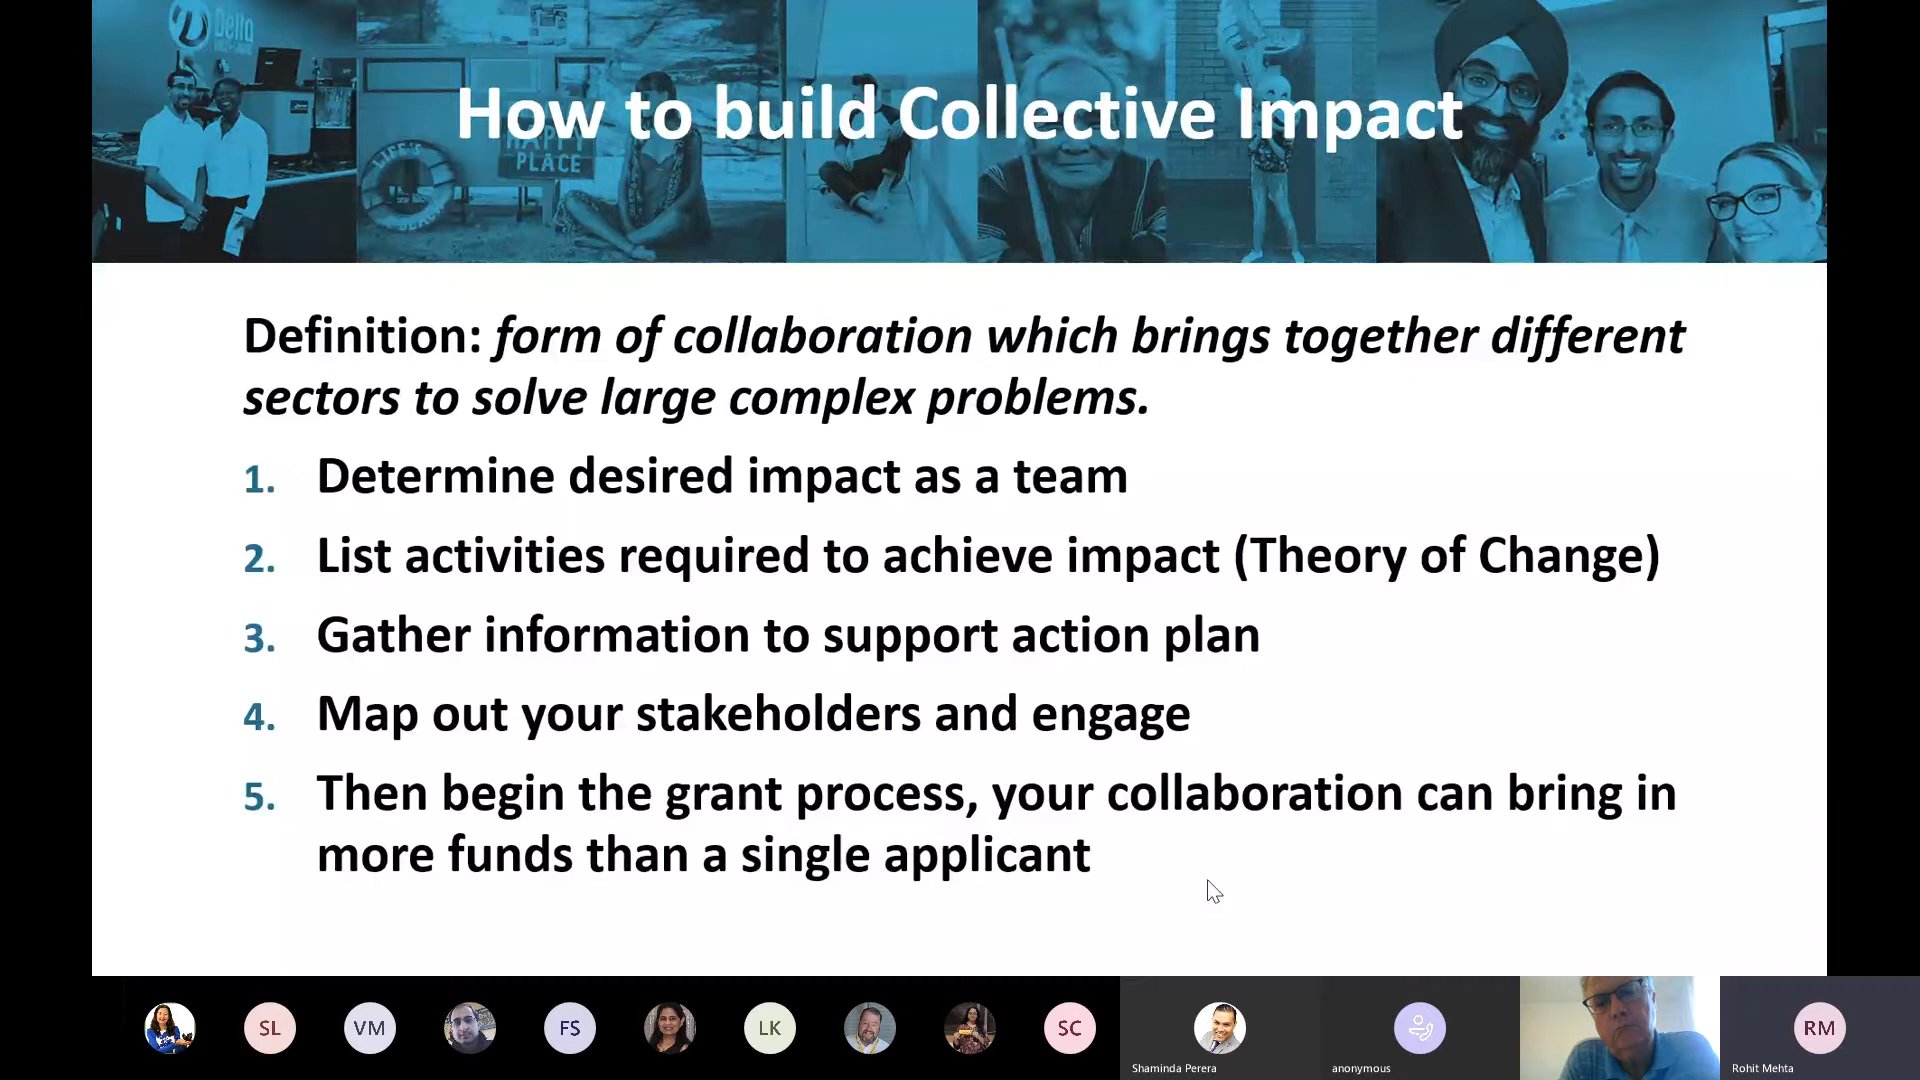 Delta
How to build Collective Impact
LIFE'S
HAPPY
PLACE
Definition: form of collaboration which brings together different
sectors to solve large complex problems.
1. Determine desired impact as a team
2. List activities required to achieve impact (Theory of Change)
3. Gather information to support action plan
4. Map out your stakeholders and engage
5. Then begin the grant process, your collaboration can bring in
more funds than a single applicant
SL
VM
FS
LK
SC
RM
Shaminda Perera
anonymous
Rohit Mehta